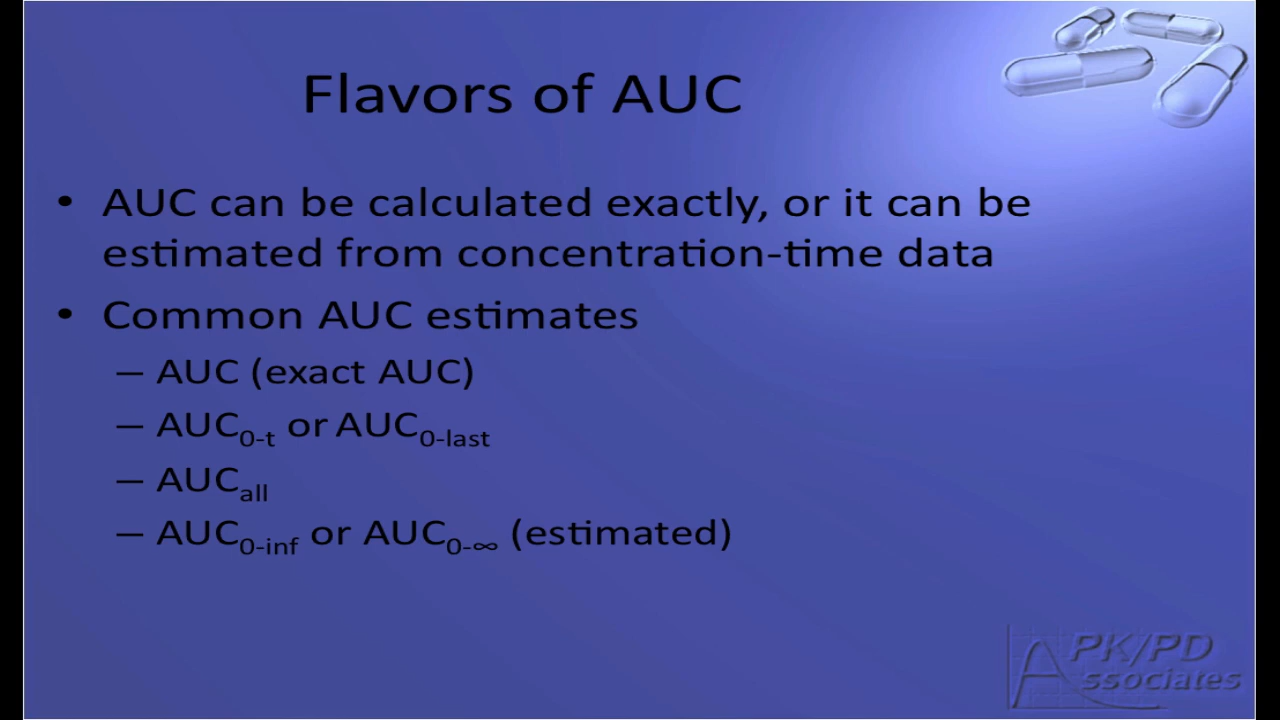 Flavors of AUC
• AUC can be calculated exactly, or it can be
estimated from concentration-time data
• Common AUC estimates
– AUC (exact AUC)
– AUC0-t or AUC0-last
– AUCall
– AUC0-inf or AUC0-∞ (estimated)
PK/PD
Associates